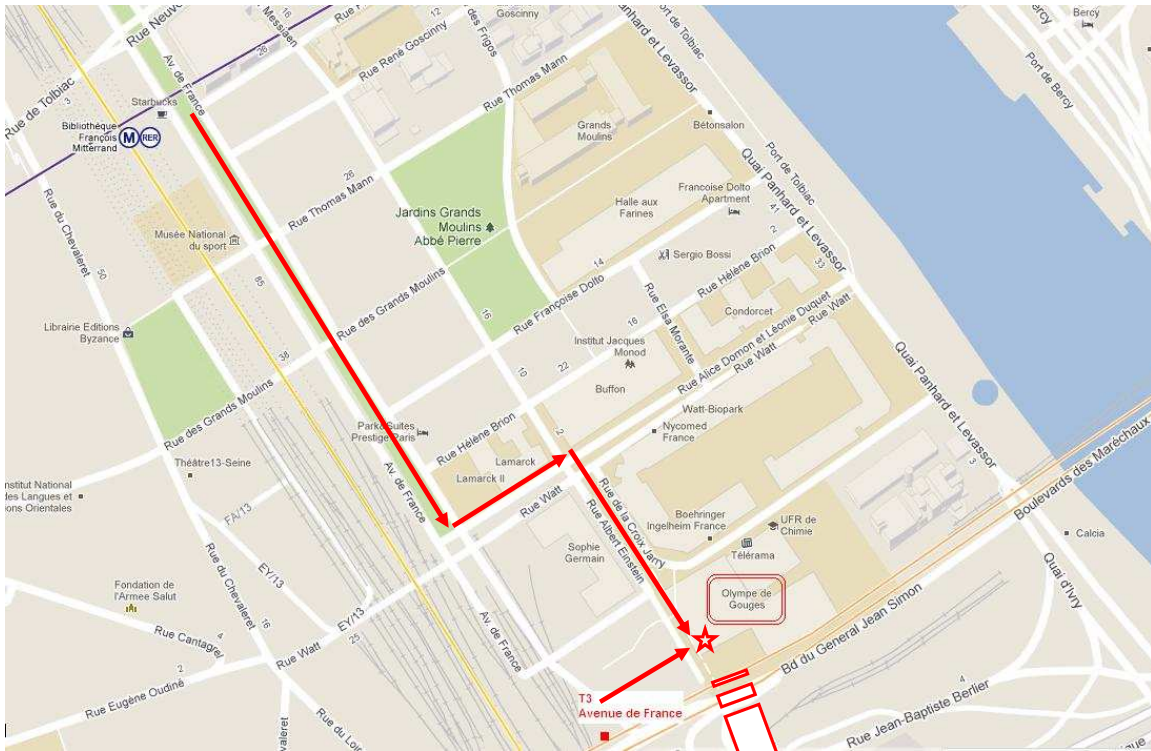 Rue Neuve
Messiaen
16
28
Av. de France
Rue René Goscinny
12
Goscinny
des Frigos
anhard et Levassor
Bercy
Bercy
Port de Bercy
Rue de Tolbiac
3
Starbucks
Bibliothèque
François
Mitterrand
M
RER
Rue Thomas Mann
Grands
Moulins
Bétonsalon
Port de Tolbiac
Quai Panhard et Levassor
Rue du Chevaleret
50
Musée National
du sport
85
Rue Thomas Mann
26
Jardins Grands
Moulins
Abbé Pierre
Halle aux
Farines
Francoise Dolto
Apartment
41
2
Sergio Bossi
33
14
Rue Françoise Dolto
Rue Hélène Brion
Rue Elsa Morante
Condorcet
Librairie Editions
Byzance
Rue des Grands Moulins
38
Rue des Grands Moulins
16
10
22
16
Institut Jacques
Monod
Buffon
Rue Alice Domon et Léonie Duquet
Rue Watt
Rue Watt
Quai Panhard et Levassor
Park&Suites
Prestige Paris
Rue Hélène Brion
2
Watt-Biopark
Nycomed
France
Lamarck
Lamarck II
Théâtre13-Seine
nstitut National
des Langues et
ions Orientales
FA/13
Av. de France
Rue Watt
Rue de la Croix Jarry
Rue Albert Einstein
Boehringer
Ingelheim France
UFR de
Chimie
Télérama
3
Boulevards des Maréchaux
Calcia
Quai d'Ivry
Sophie
Germain
Olympe de
Gouges
Rue du Chevaleret
EY/13
EY/13
Fondation de
l'Armee Salut
16
4
Rue Cantagrel
25
Av. de France
Rue Watt
2
Rue Eugène Oudiné
Rue du Loir
Bd du General Jean Simon
T3
Avenue de France
4
Rue Jean-Baptiste Berlier
ique